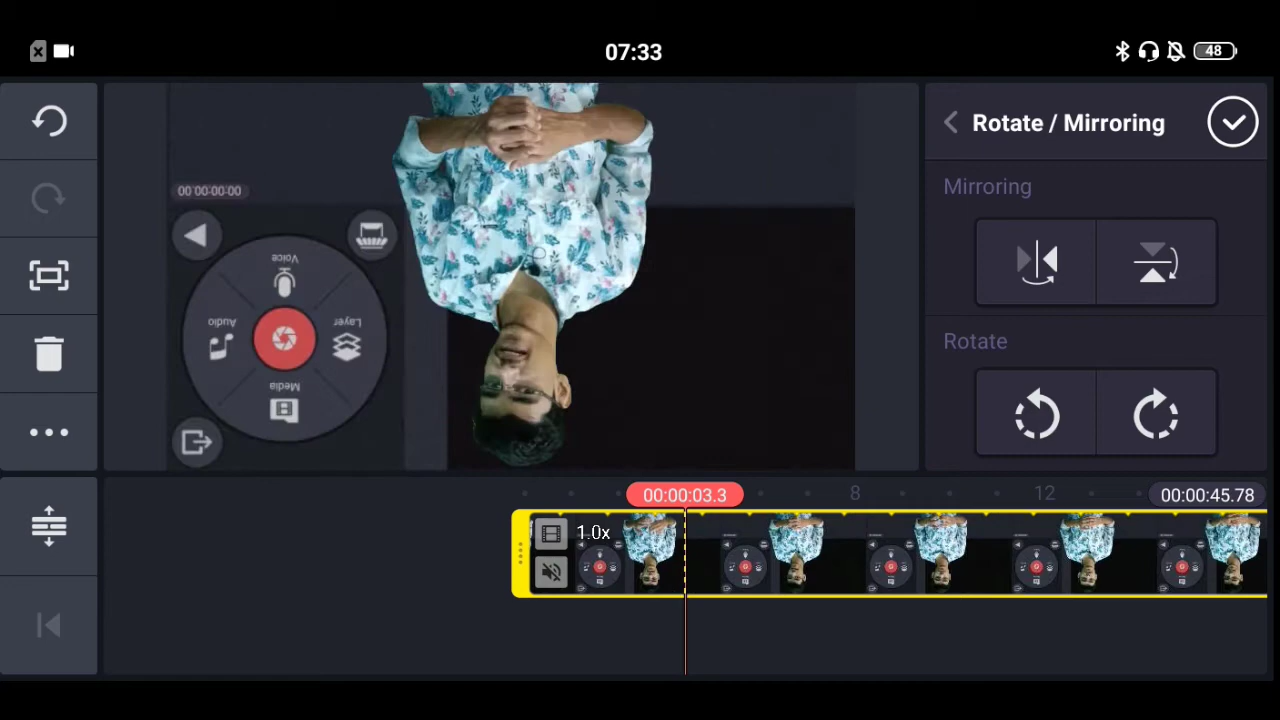 07:33
48
Rotate / Mirroring
Mirroring
Rotate
00:00:00:00
Voice
Audio
Layer
Media
00:00:03.3
8
12
00:00:45.78
1.0x